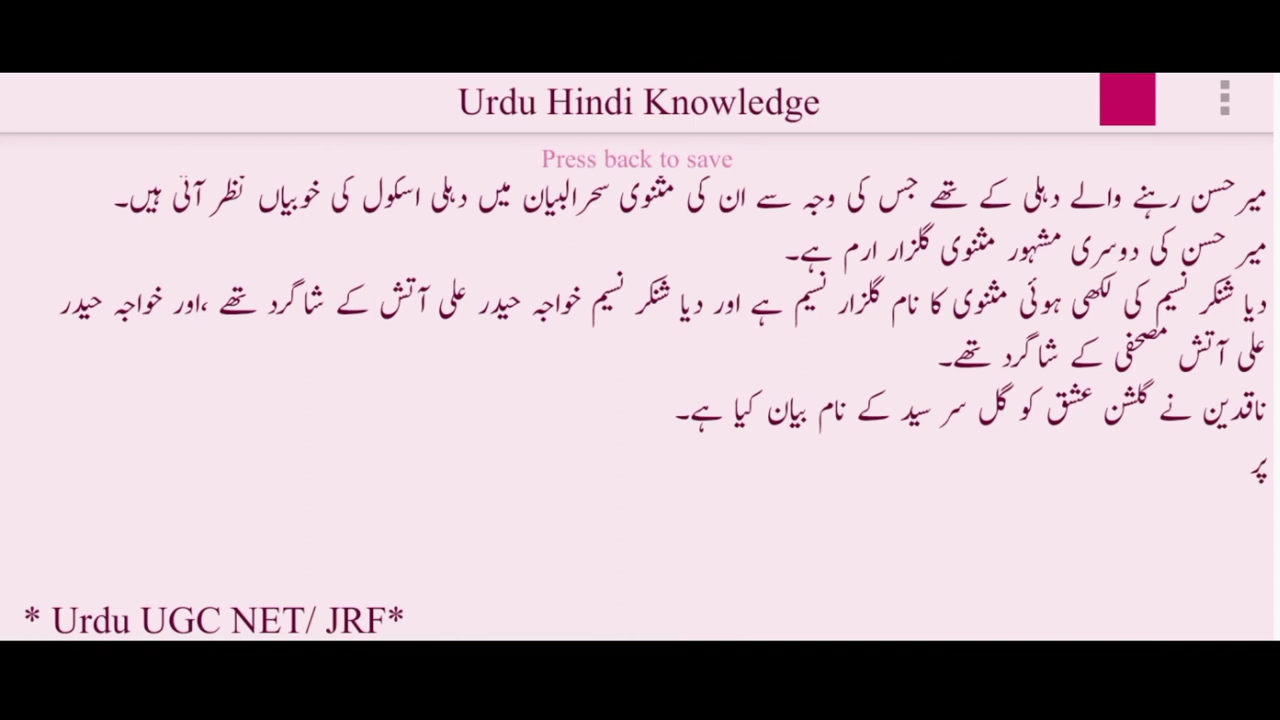 Urdu Hindi Knowledge
Press back to save
میر حسن رہنے والے دہلی کے تھے جس کی وجہ سے ان کی مثنوی سحرالبیان میں دہلی اسکول کی خوبیاں نظر آتی ہیں۔
میر حسن کی دوسری مشہور مثنوی گلزار ارم ہے۔
دیا شنکر نسیم کی لکھی ہوئی مثنوی کا نام گلزار نسیم ہے اور دیا شنکر نسیم خواجہ حیدر علی آتش کے شاگرد تھے ،اور خواجہ حیدر
علی آتش مصحفی کے شاگرد تھے۔
ناقدین نے گلشن عشق کو گل سر سید کے نام بیان کیا ہے۔
پر
* Urdu UGC NET/ JRF*